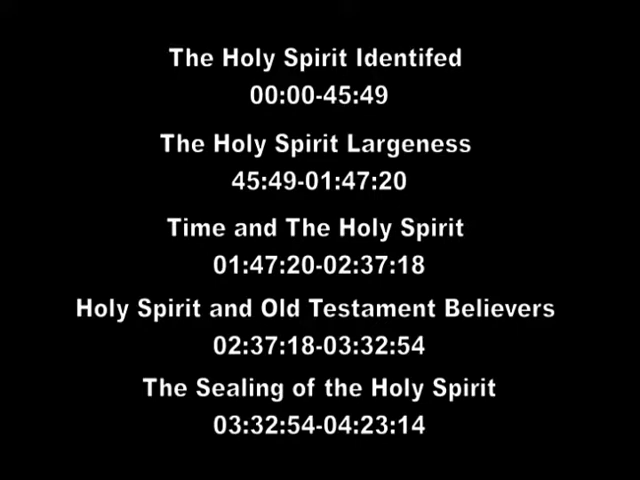 The Holy Spirit Identifed
00:00-45:49
The Holy Spirit Largeness
45:49-01:47:20
Time and The Holy Spirit
01:47:20-02:37:18
Holy Spirit and Old Testament Believers
02:37:18-03:32:54
The Sealing of the Holy Spirit
03:32:54-04:23:14